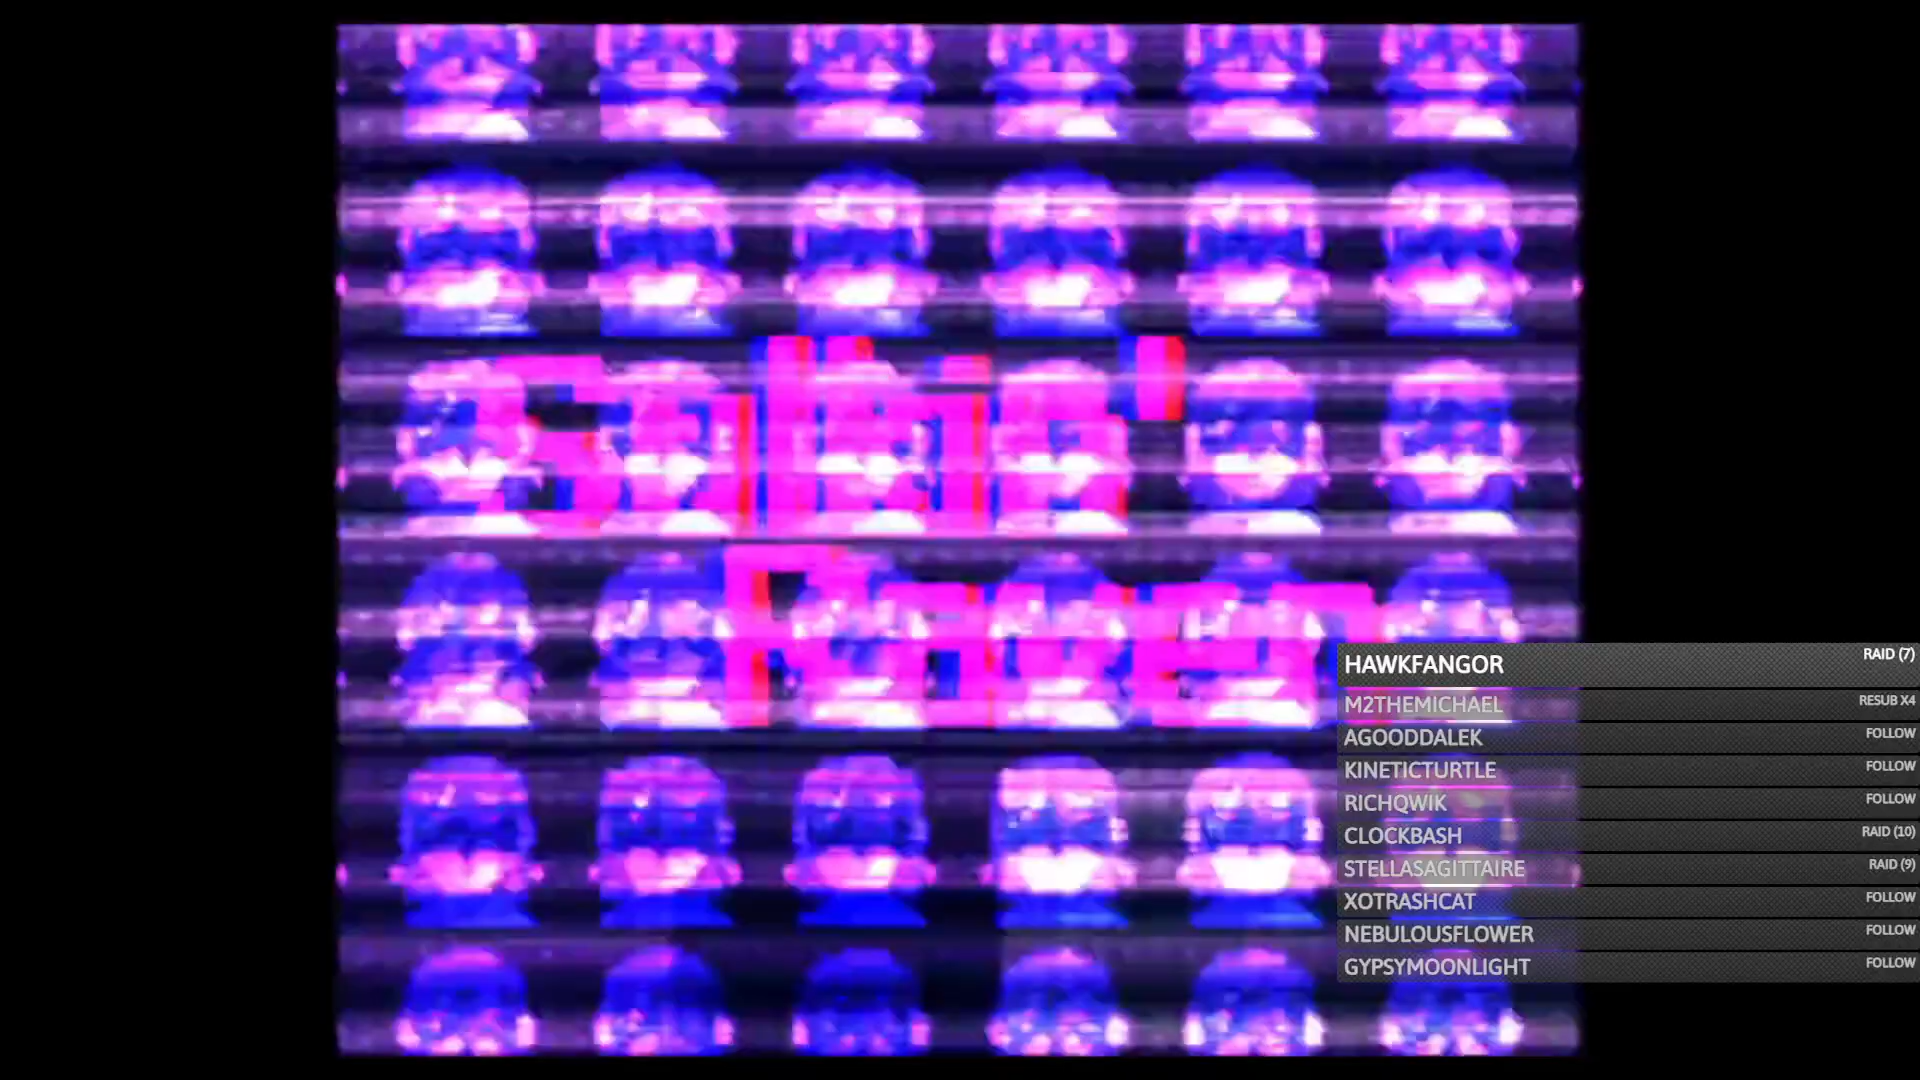 HAWKFANGOR RAID (7)
M2THEMICHAEL RESUB X4
AGOODDALEK FOLLOW
KINETICTURTLE FOLLOW
RICHQWIK FOLLOW
CLOCKBASH RAID (10)
STELLASAGITTAIRE RAID (9)
XOTRASHCAT FOLLOW
NEBULOUSFLOWER FOLLOW
GYPSYMOONLIGHT FOLLOW